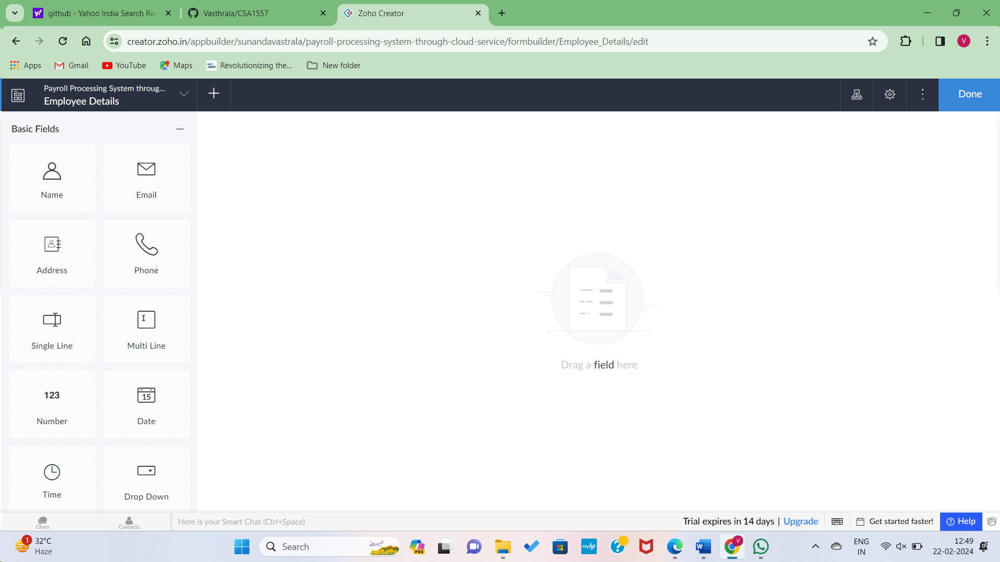 github - Yahoo India Search Res
Vasthrala/CSA1557
Zoho Creator
creator.zoho.in/appbuilder/sunandavastrala/payroll-processing-system-through-cloud-service/formbuilder/Employee_Details/edit
V
Apps
Gmail
YouTube
Maps
Revolutionizing the...
New folder
Payroll Processing System throug...
Employee Details
Done
Basic Fields
Name
Email
Address
Phone
Single Line
Multi Line
123
Number
15
Date
Time
Drop Down
Drag a field here
Chats
Contacts
Here is your Smart Chat (Ctrl+Space)
Trial expires in 14 days | Upgrade
Get started faster!
Help
1
32°C
Haze
Search
PRE
myhp
W
V
ENG
IN
12:49
22-02-2024